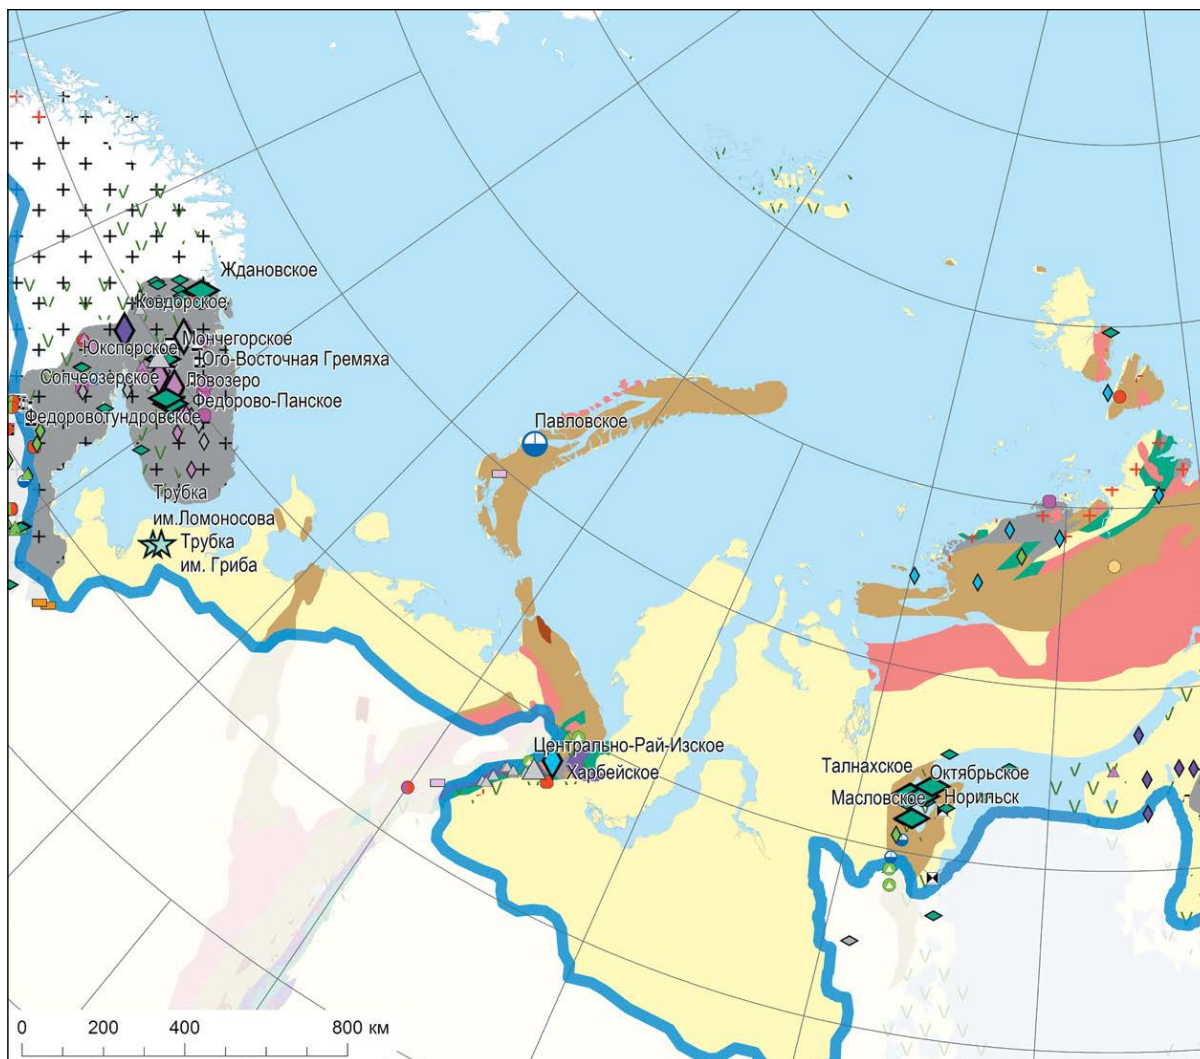 Ждановское
Ковдорское
Мончегорское
Юкспорское
Юго-Восточная Гремяха
Сопчеозерское
Ловозеро
Федорово-Панское
Федоровотундровское
Павловское
Трубка
им.Ломоносова
Трубка
им. Гриба
Центрально-Рай-Изское
Харбейское
Талнахское
Октябрьское
Масловское
Норильск
0 200 400 800 км